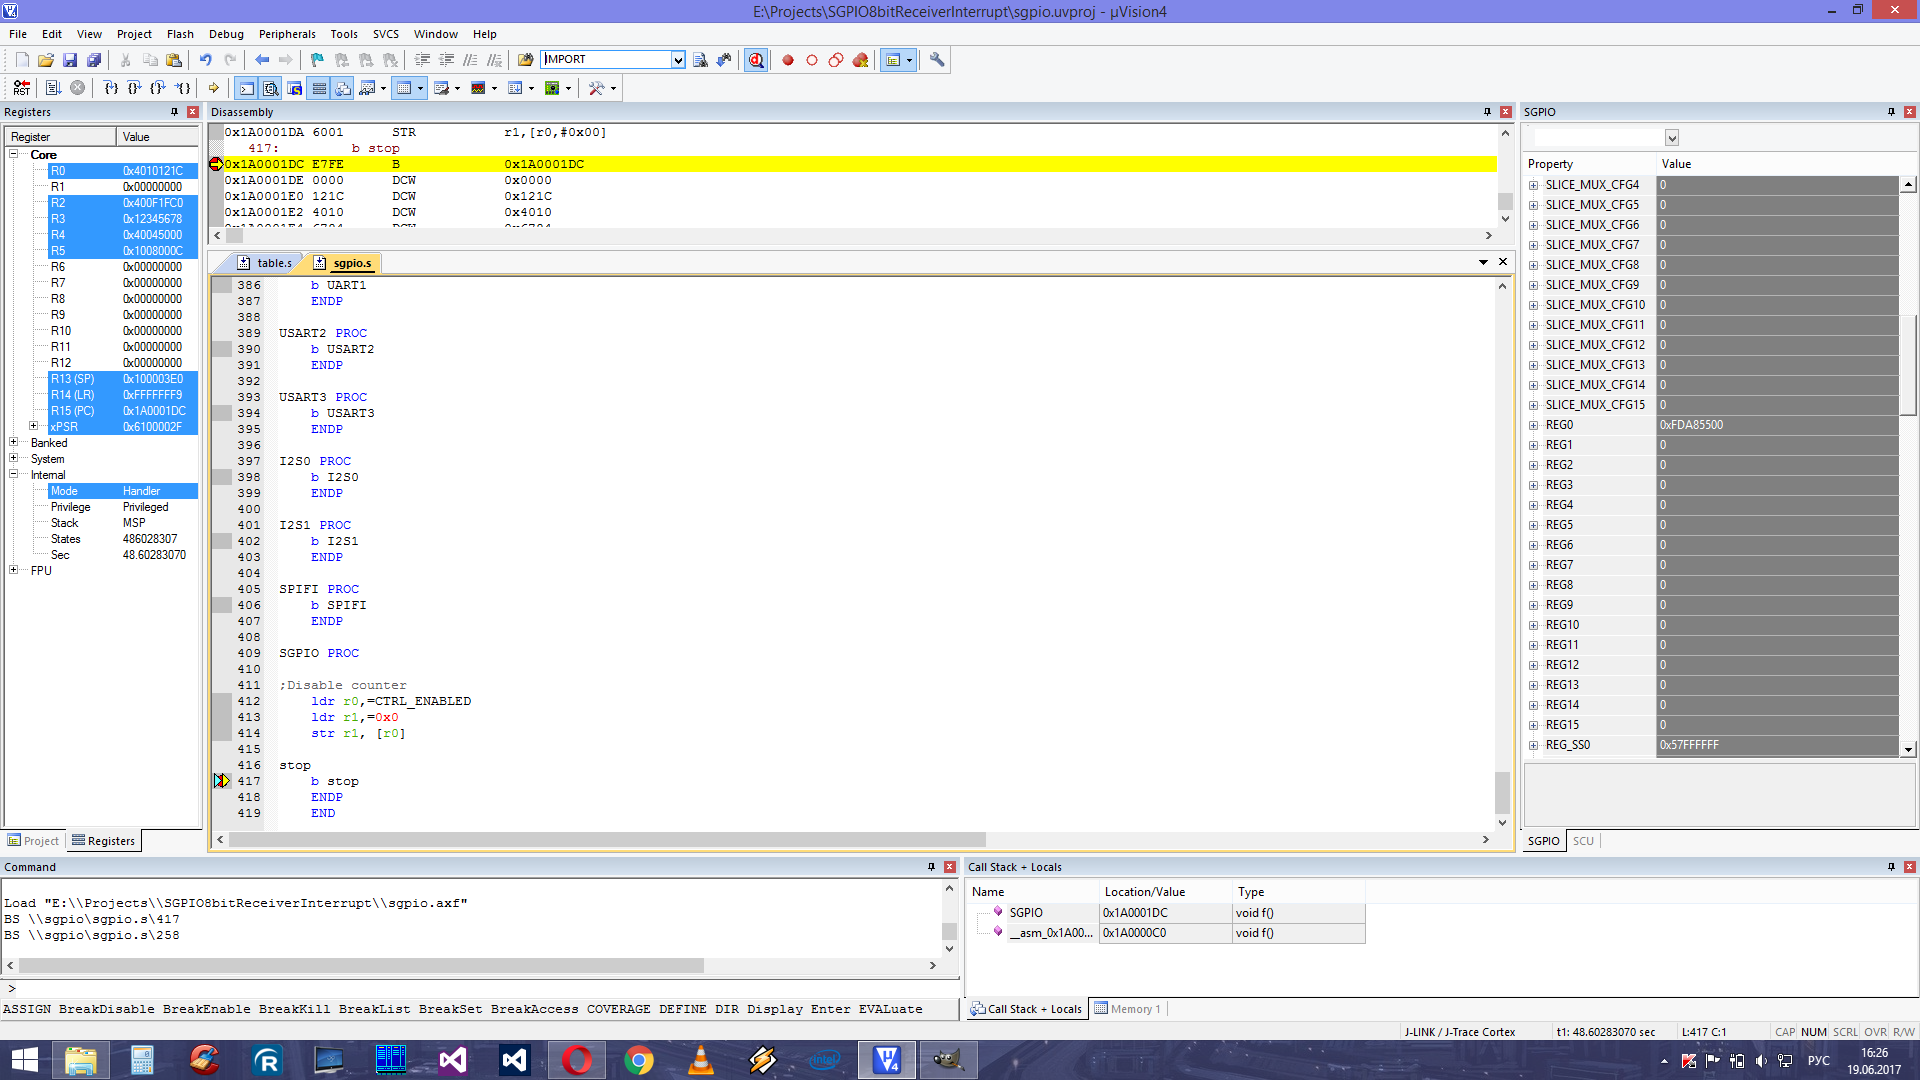 E:\Projects\SGPIO8bitReceiverInterrupt\sgpio.uvproj - µVision4
File Edit View Project Flash Debug Peripherals Tools SVCS Window Help
IMPORT
RST
Registers
Register Value
Core
R0 0x4010121C
R1 0x00000000
R2 0x400F1FC0
R3 0x12345678
R4 0x40045000
R5 0x1008000C
R6 0x00000000
R7 0x00000000
R8 0x00000000
R9 0x00000000
R10 0x00000000
R11 0x00000000
R12 0x00000000
R13 (SP) 0x100003E0
R14 (LR) 0xFFFFFFF9
R15 (PC) 0x1A0001DC
xPSR 0x6100002F
Banked
System
Internal
Mode Handler
Privilege Privileged
Stack MSP
States 486028307
Sec 48.60283070
FPU
Project Registers
Disassembly
0x1A0001DA 6001 STR r1,[r0,#0x00]
417: b stop
0x1A0001DC E7FE B 0x1A0001DC
0x1A0001DE 0000 DCW 0x0000
0x1A0001E0 121C DCW 0x121C
0x1A0001E2 4010 DCW 0x4010
table.s sgpio.s
386 b UART1
387 ENDP
388
389 USART2 PROC
390 b USART2
391 ENDP
392
393 USART3 PROC
394 b USART3
395 ENDP
396
397 I2S0 PROC
398 b I2S0
399 ENDP
400
401 I2S1 PROC
402 b I2S1
403 ENDP
404
405 SPIFI PROC
406 b SPIFI
407 ENDP
408
409 SGPIO PROC
410
411 ;Disable counter
412 ldr r0,=CTRL_ENABLED
413 ldr r1,=0x0
414 str r1, [r0]
415
416 stop
417 b stop
418 ENDP
419 END
SGPIO
Property Value
SLICE_MUX_CFG4 0
SLICE_MUX_CFG5 0
SLICE_MUX_CFG6 0
SLICE_MUX_CFG7 0
SLICE_MUX_CFG8 0
SLICE_MUX_CFG9 0
SLICE_MUX_CFG10 0
SLICE_MUX_CFG11 0
SLICE_MUX_CFG12 0
SLICE_MUX_CFG13 0
SLICE_MUX_CFG14 0
SLICE_MUX_CFG15 0
REG0 0xFDA85500
REG1 0
REG2 0
REG3 0
REG4 0
REG5 0
REG6 0
REG7 0
REG8 0
REG9 0
REG10 0
REG11 0
REG12 0
REG13 0
REG14 0
REG15 0
REG_SS0 0x57FFFFFF
SGPIO SCU
Command
Load "E:\\Projects\\SGPIO8bitReceiverInterrupt\\sgpio.axf"
BS \\sgpio\sgpio.s\417
BS \\sgpio\sgpio.s\258
>
ASSIGN BreakDisable BreakEnable BreakKill BreakList BreakSet BreakAccess COVERAGE DEFINE DIR Display Enter EVALuate
Call Stack + Locals
Name Location/Value Type
SGPIO 0x1A0001DC void f()
__asm_0x1A00... 0x1A0000C0 void f()
Call Stack + Locals Memory 1
J-LINK / J-Trace Cortex t1: 48.60283070 sec L:417 C:1 CAP NUM SCRL OVR R/W
РУС
16:26
19.06.2017